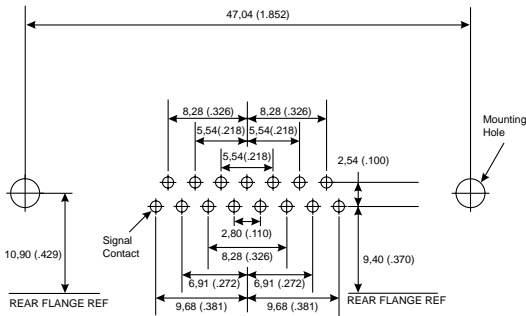 47,04 (1.852)
8,28 (.326) 8,28 (.326)
Mounting
Hole
5,54(.218) 5,54(.218)
5,54(.218)
2,54 (.100)
Signal
Contact
2,80 (.110)
10,90 (.429)
8,28 (.326)
9,40 (.370)
6,91 (.272) 6,91 (.272)
REAR FLANGE REF REAR FLANGE REF
9,68 (.381) 9,68 (.381)